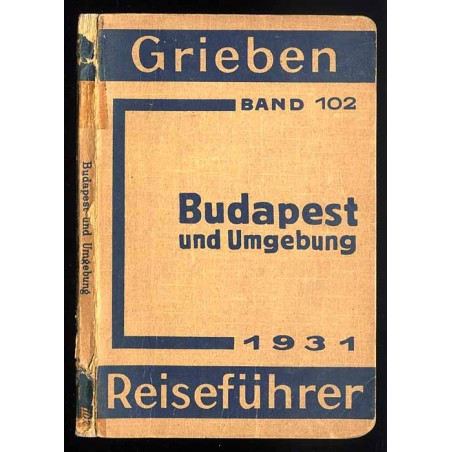 Grieben
BAND 102
Budapest
und Umgebung
1931
Reiseführer
Budapest und Umgebung